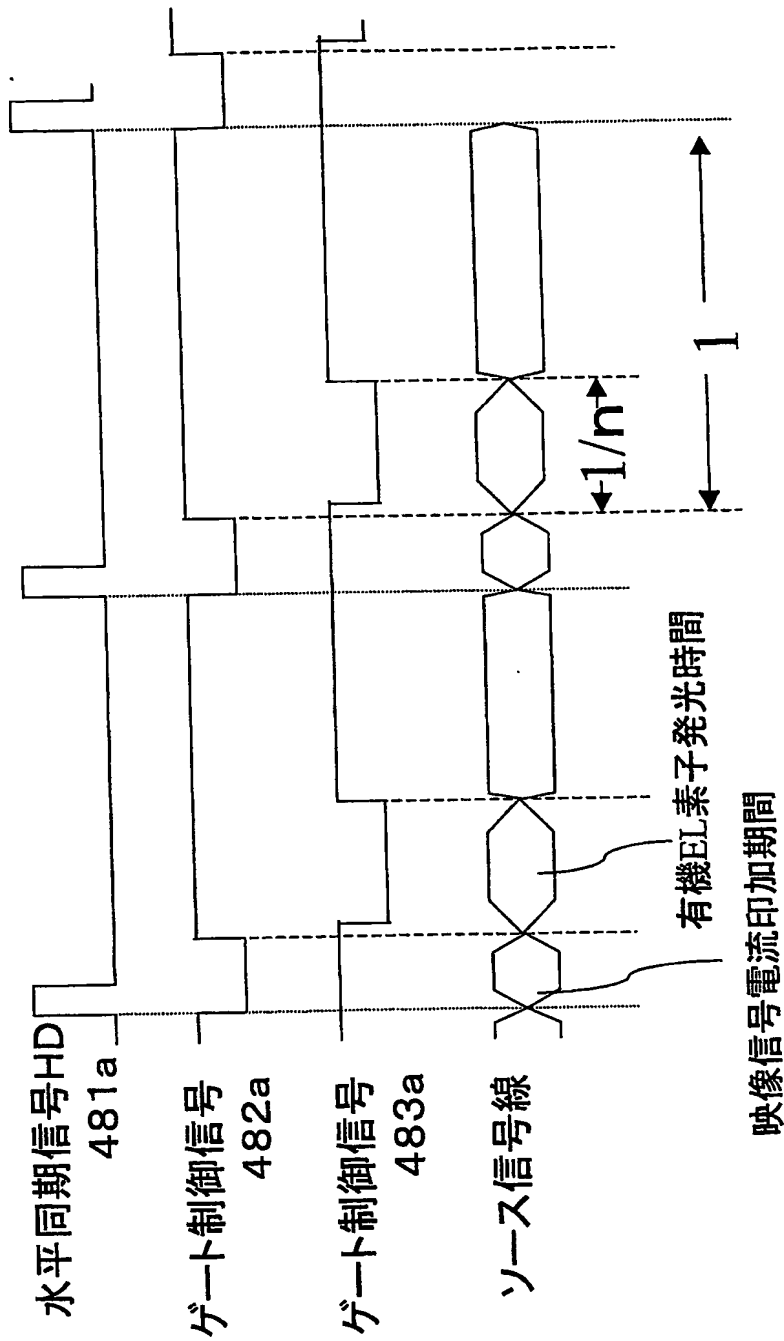 水平同期信号HD
481a
ゲート制御信号
482a
ゲート制御信号
483a
ソース信号線
映像信号電流印加期間
有機EL素子発光時間
1/n
1